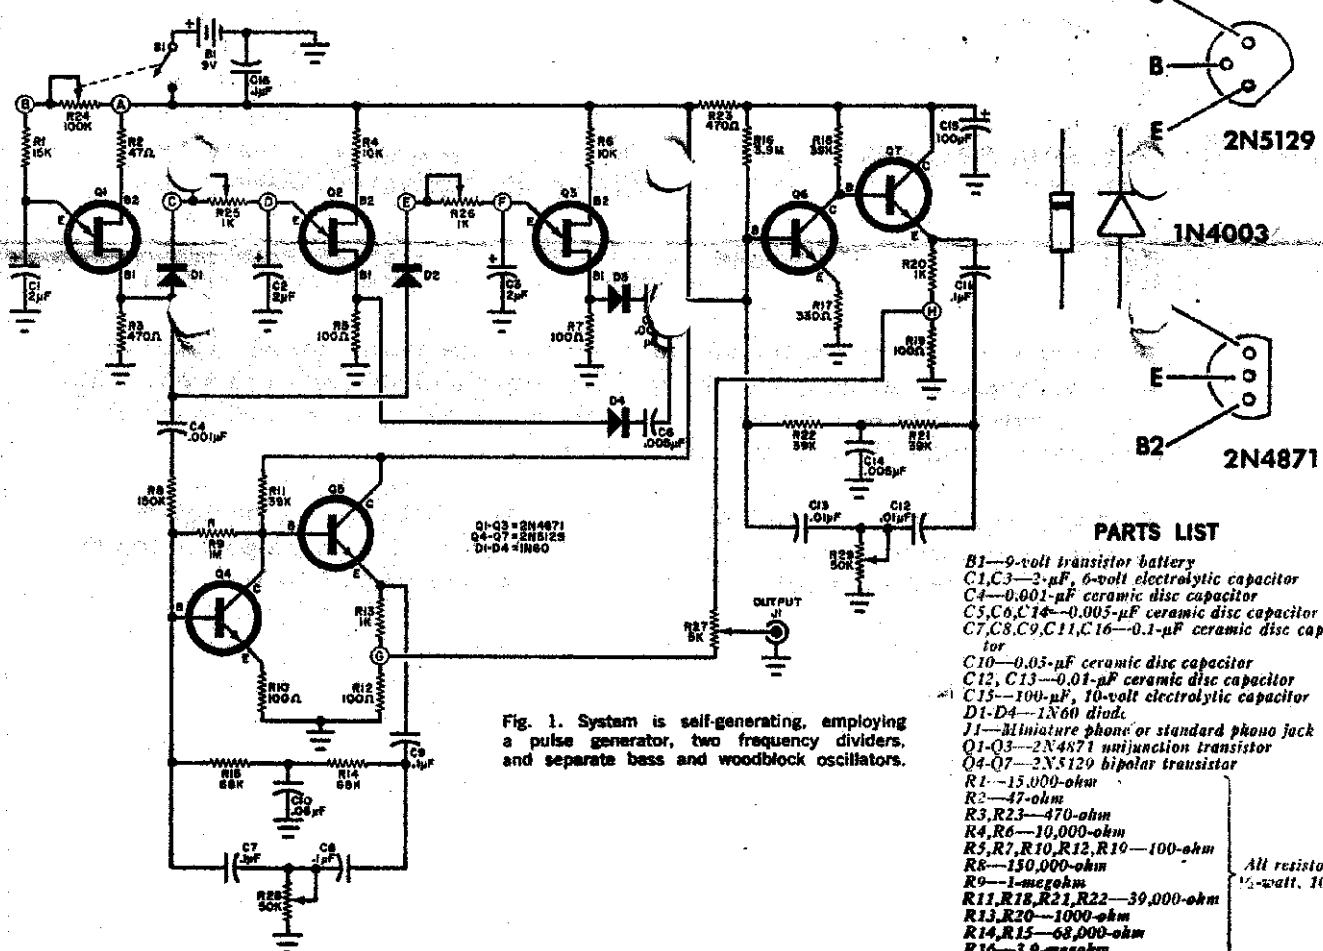 B1
9V
S1
C16
.1µF
B
R24
100K
A
R1
15K
R2
47Ω
Q1
B2
E
B1
C1
2µF
R3
470Ω
C
R25
1K
D
D1
C2
2µF
R4
10K
Q2
B2
E
B1
R5
100Ω
E
R26
1K
F
D2
C3
2µF
R6
10K
Q3
B2
E
B1
R7
100Ω
D3
D4
C6
.005µF
R23
470Ω
R16
3.9M
R18
39K
Q7
C15
100µF
Q6
C
B
E
B
C
E
R17
330Ω
R20
1K
H
R19
100Ω
C11
.1µF
R22
39K
R21
39K
C14
.005µF
C13
.01µF
C12
.01µF
R29
50K
C4
.001µF
R8
150K
R11
39K
Q5
C
B
E
R9
1M
Q4
B
C
E
R13
1K
G
R10
100Ω
R12
100Ω
C9
.1µF
R15
68K
R14
68K
C10
.05µF
C7
.1µF
C8
.1µF
R28
50K
Q1-Q3=2N4871
Q4-Q7=2N5129
D1-D4=1N60
R27
5K
OUTPUT
J1
B
E
2N5129
1N4003
E
B2
2N4871
Fig. 1. System is self-generating, employing
a pulse generator, two frequency dividers,
and separate bass and woodblock oscillators.
PARTS LIST
B1—9-volt transistor battery
C1,C3—2-µF, 6-volt electrolytic capacitor
C4—0.001-µF ceramic disc capacitor
C5,C6,C14—0.005-µF ceramic disc capacitor
C7,C8,C9,C11,C16—0.1-µF ceramic disc cap
tor
C10—0.05-µF ceramic disc capacitor
C12, C13—0.01-µF ceramic disc capacitor
C15—100-µF, 10-volt electrolytic capacitor
D1-D4—1N60 diode
J1—Miniature phone or standard phono jack
Q1-Q3—2N4871 unijunction transistor
Q4-Q7—2N5129 bipolar transistor
R1—15,000-ohm
R2—47-ohm
R3,R23—470-ohm
R4,R6—10,000-ohm
R5,R7,R10,R12,R19—100-ohm
R8—150,000-ohm
R9—1-megohm
R11,R18,R21,R22—39,000-ohm
R13,R20—1000-ohm
R14,R15—68,000-ohm
R16—3.9-megohm
All resisto
½-watt, 10